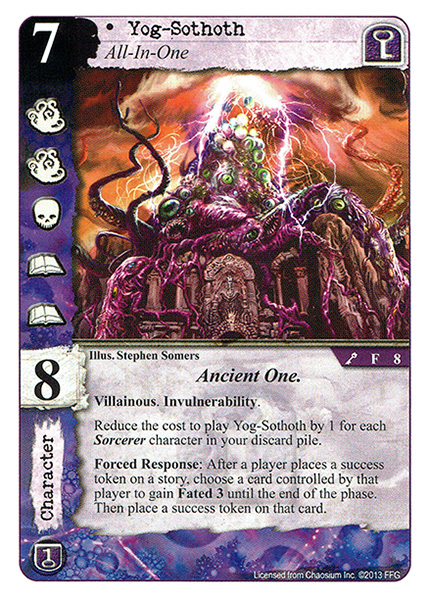 7
• Yog-Sothoth
All-In-One
Illus. Stephen Somers
F 8
8
Ancient One.
Villainous. Invulnerability.
Reduce the cost to play Yog-Sothoth by 1 for each
Sorcerer character in your discard pile.
Forced Response: After a player places a success
token on a story, choose a card controlled by that
player to gain Fated 3 until the end of the phase.
Then place a success token on that card.
Character
1
Licensed from Chaosium Inc. ©2013 FFG